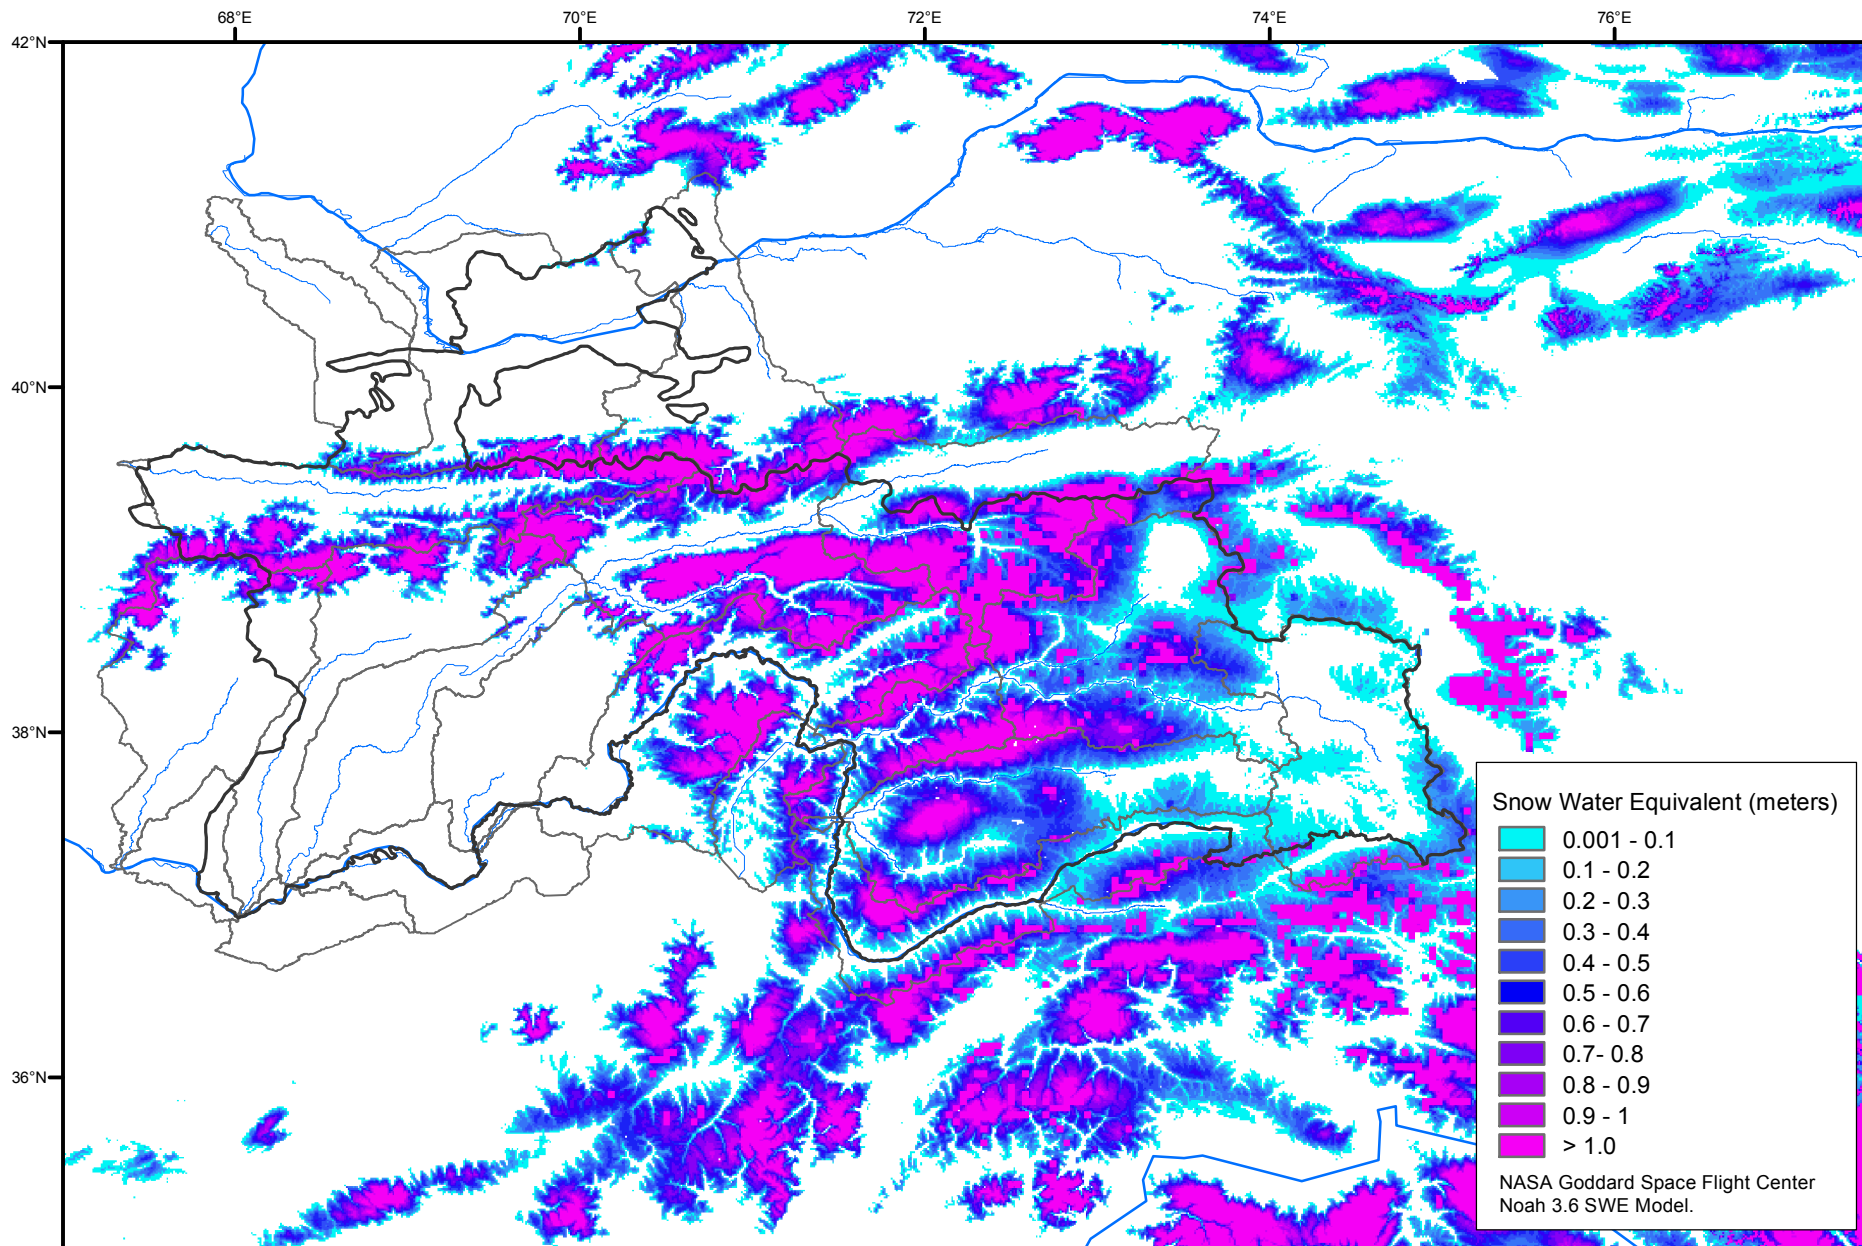 68°E
70°E
72°E
74°E
76°E
42°N
40°N
38°N
36°N
Snow Water Equivalent (meters)
0.001 - 0.1
0.1 - 0.2
0.2 - 0.3
0.3 - 0.4
0.4 - 0.5
0.5 - 0.6
0.6 - 0.7
0.7- 0.8
0.8 - 0.9
0.9 - 1
> 1.0
NASA Goddard Space Flight Center
Noah 3.6 SWE Model.